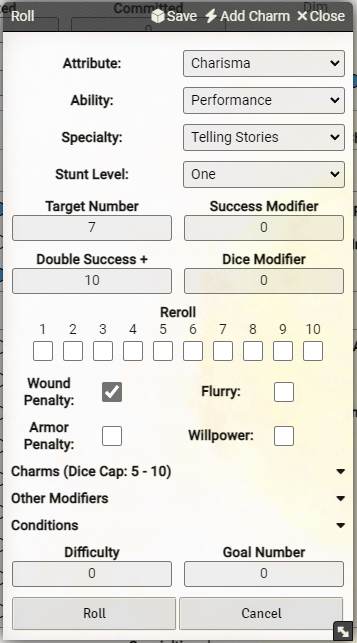 Committed
Dim
Roll Save Add Charm Close
Attribute: Charisma
Ability: Performance
Specialty: Telling Stories
Stunt Level: One
Target Number Success Modifier
7 0
Double Success + Dice Modifier
10 0
Reroll
1 2 3 4 5 6 7 8 9 10
Wound Penalty: Flurry:
Armor Penalty: Willpower:
Charms (Dice Cap: 5 - 10)
Other Modifiers
Conditions
Difficulty Goal Number
0 0
Roll Cancel